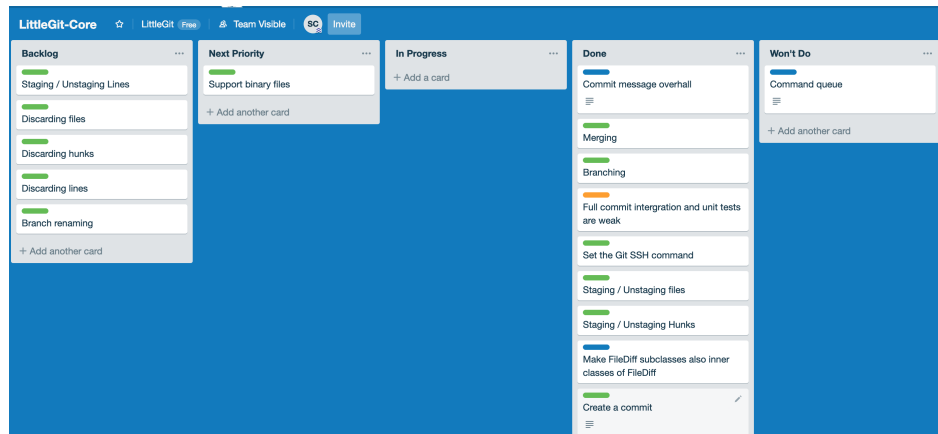 LittleGit-Core
LittleGit Free
Team Visible
SC
Invite
Backlog
Staging / Unstaging Lines
Discarding files
Discarding hunks
Discarding lines
Branch renaming
+ Add another card
Next Priority
Support binary files
+ Add another card
In Progress
+ Add a card
Done
Commit message overhall
Merging
Branching
Full commit intergration and unit tests
are weak
Set the Git SSH command
Staging / Unstaging files
Staging / Unstaging Hunks
Make FileDiff subclasses also inner
classes of FileDiff
Create a commit
Won't Do
Command queue
+ Add another card